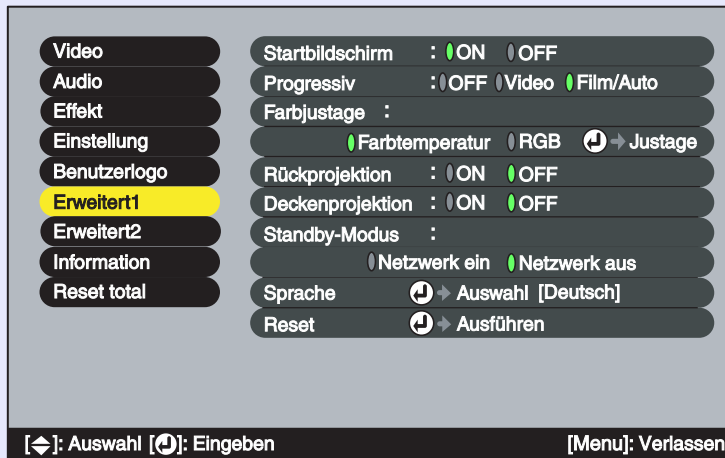 Video
Audio
Effekt
Einstellung
Benutzerlogo
Erweitert1
Erweitert2
Information
Reset total
Startbildschirm : ON OFF
Progressiv : OFF Video Film/Auto
Farbjustage :
Farbtemperatur RGB Justage
Rückprojektion : ON OFF
Deckenprojektion : ON OFF
Standby-Modus :
Netzwerk ein Netzwerk aus
Sprache Auswahl [Deutsch]
Reset Ausführen
[ ]: Auswahl [ ]: Eingeben [Menu]: Verlassen